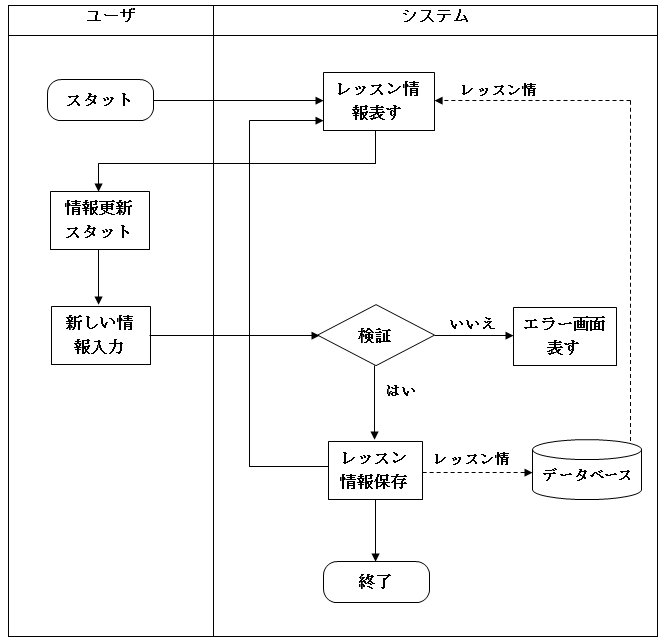 ユーザ
システム
スタット
レッスン情
報表す
レッスン情
情報更新
スタット
新しい情
報入力
検証
いいえ
エラー画面
表す
はい
レッスン
情報保存
レッスン情
データベース
終了